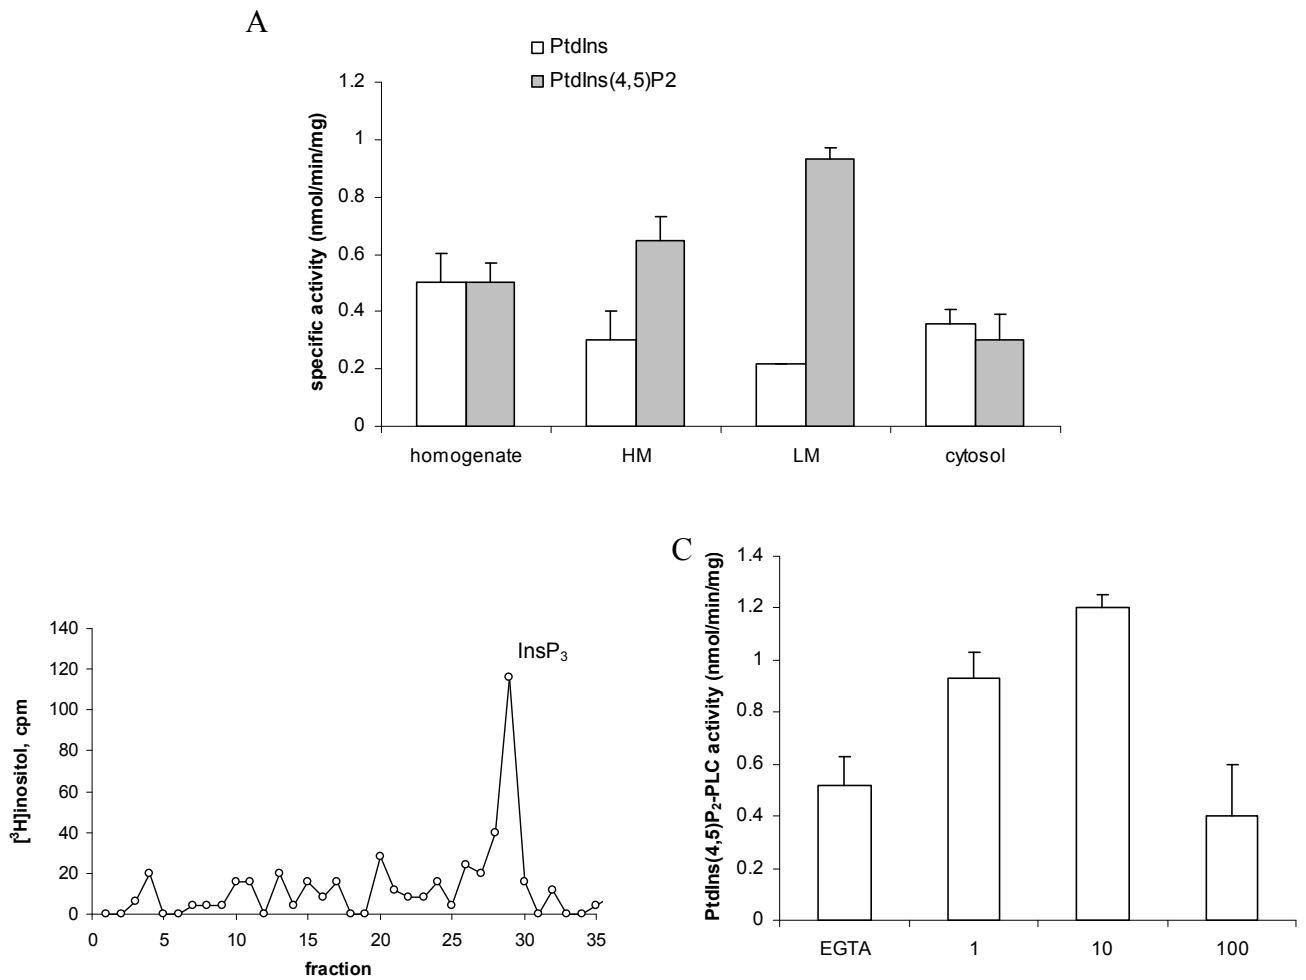 A
PtdIns
PtdIns(4,5)P2
specific activity (nmol/min/mg)
1.2
1
0.8
0.6
0.4
0.2
0
homogenate HM LM cytosol
[³H]inositol, cpm
140
120
100
80
60
40
20
0
InsP₃
0 5 10 15 20 25 30 35
fraction
C
PtdIns(4,5)P₂-PLC activity (nmol/min/mg)
1.4
1.2
1
0.8
0.6
0.4
0.2
0
EGTA 1 10 100